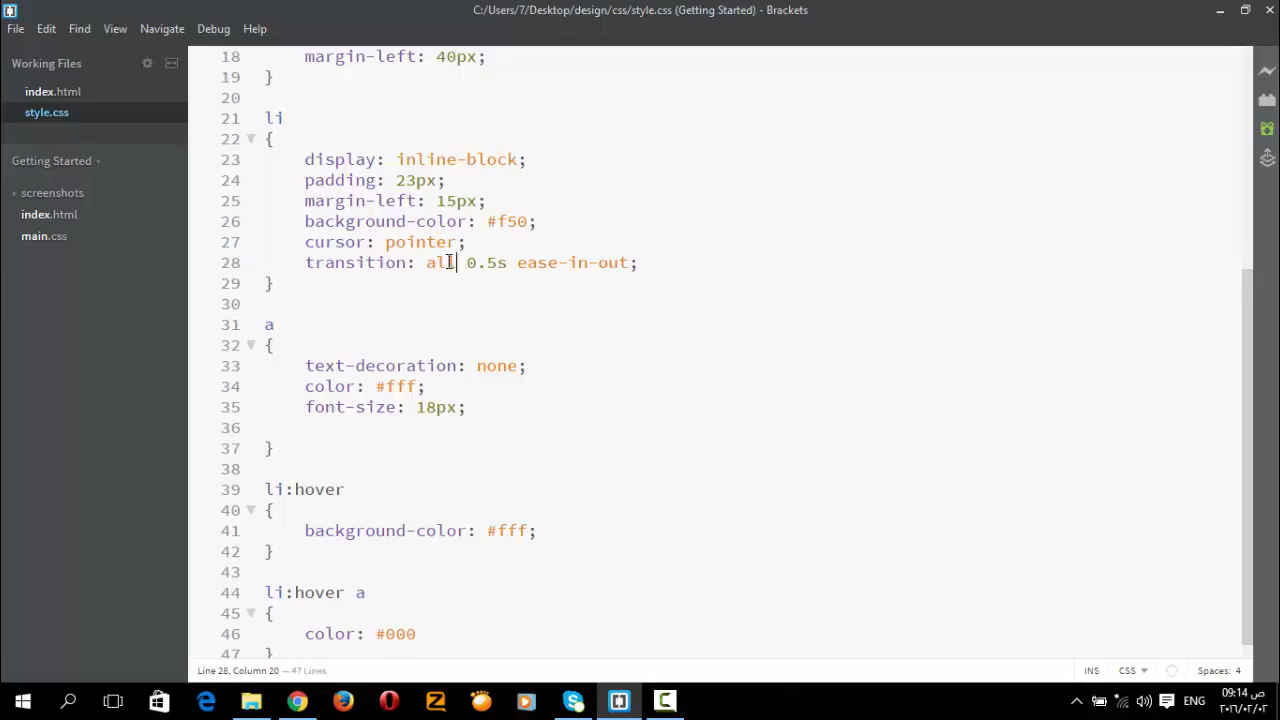 C:/Users/7/Desktop/design/css/style.css (Getting Started) - Brackets
File Edit Find View Navigate Debug Help
Working Files
index.html
style.css
Getting Started
screenshots
index.html
main.css
18 margin-left: 40px;
19 }
20
21 li
22 {
23 display: inline-block;
24 padding: 23px;
25 margin-left: 15px;
26 background-color: #f50;
27 cursor: pointer;
28 transition: all 0.5s ease-in-out;
29 }
30
31 a
32 {
33 text-decoration: none;
34 color: #fff;
35 font-size: 18px;
36
37 }
38
39 li:hover
40 {
41 background-color: #fff;
42 }
43
44 li:hover a
45 {
46 color: #000
47 }
Line 28, Column 20 — 47 Lines
INS CSS Spaces: 4
ENG
09:14 ص
٢٠١٦/٠٢/٠٢